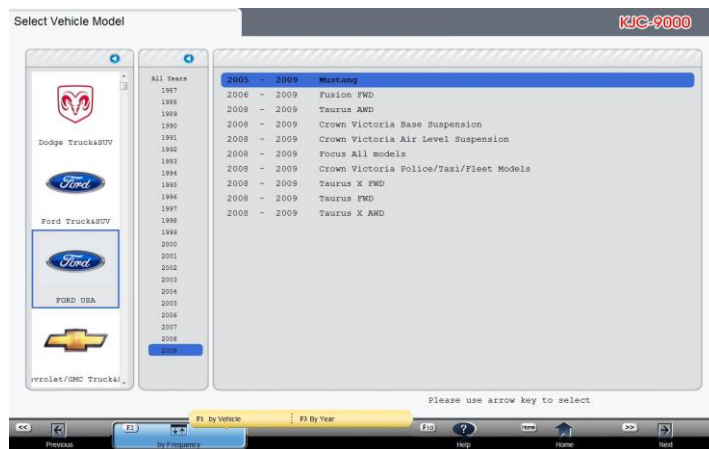 Select Vehicle Model
KJC-9000
Dodge Truck&SUV
Ford
Ford Truck&SUV
Ford
FORD USA
vrolet/GMC Truck&
All Years
1987
1988
1989
1990
1991
1992
1993
1994
1995
1996
1997
1998
1999
2000
2001
2002
2003
2004
2005
2006
2007
2008
2009
2005 - 2009 Mustang
2006 - 2009 Fusion FWD
2008 - 2009 Taurus AWD
2008 - 2009 Crown Victoria Base Suspension
2008 - 2009 Crown Victoria Air Level Suspension
2008 - 2009 Focus All models
2008 - 2009 Crown Victoria Police/Taxi/Fleet Models
2008 - 2009 Taurus X FWD
2008 - 2009 Taurus FWD
2008 - 2009 Taurus X AWD
Please use arrow key to select
F1 by Vehicle F3 By Year
<< F2 F10 ? Home >>
Previous by Frequency Help Home Next